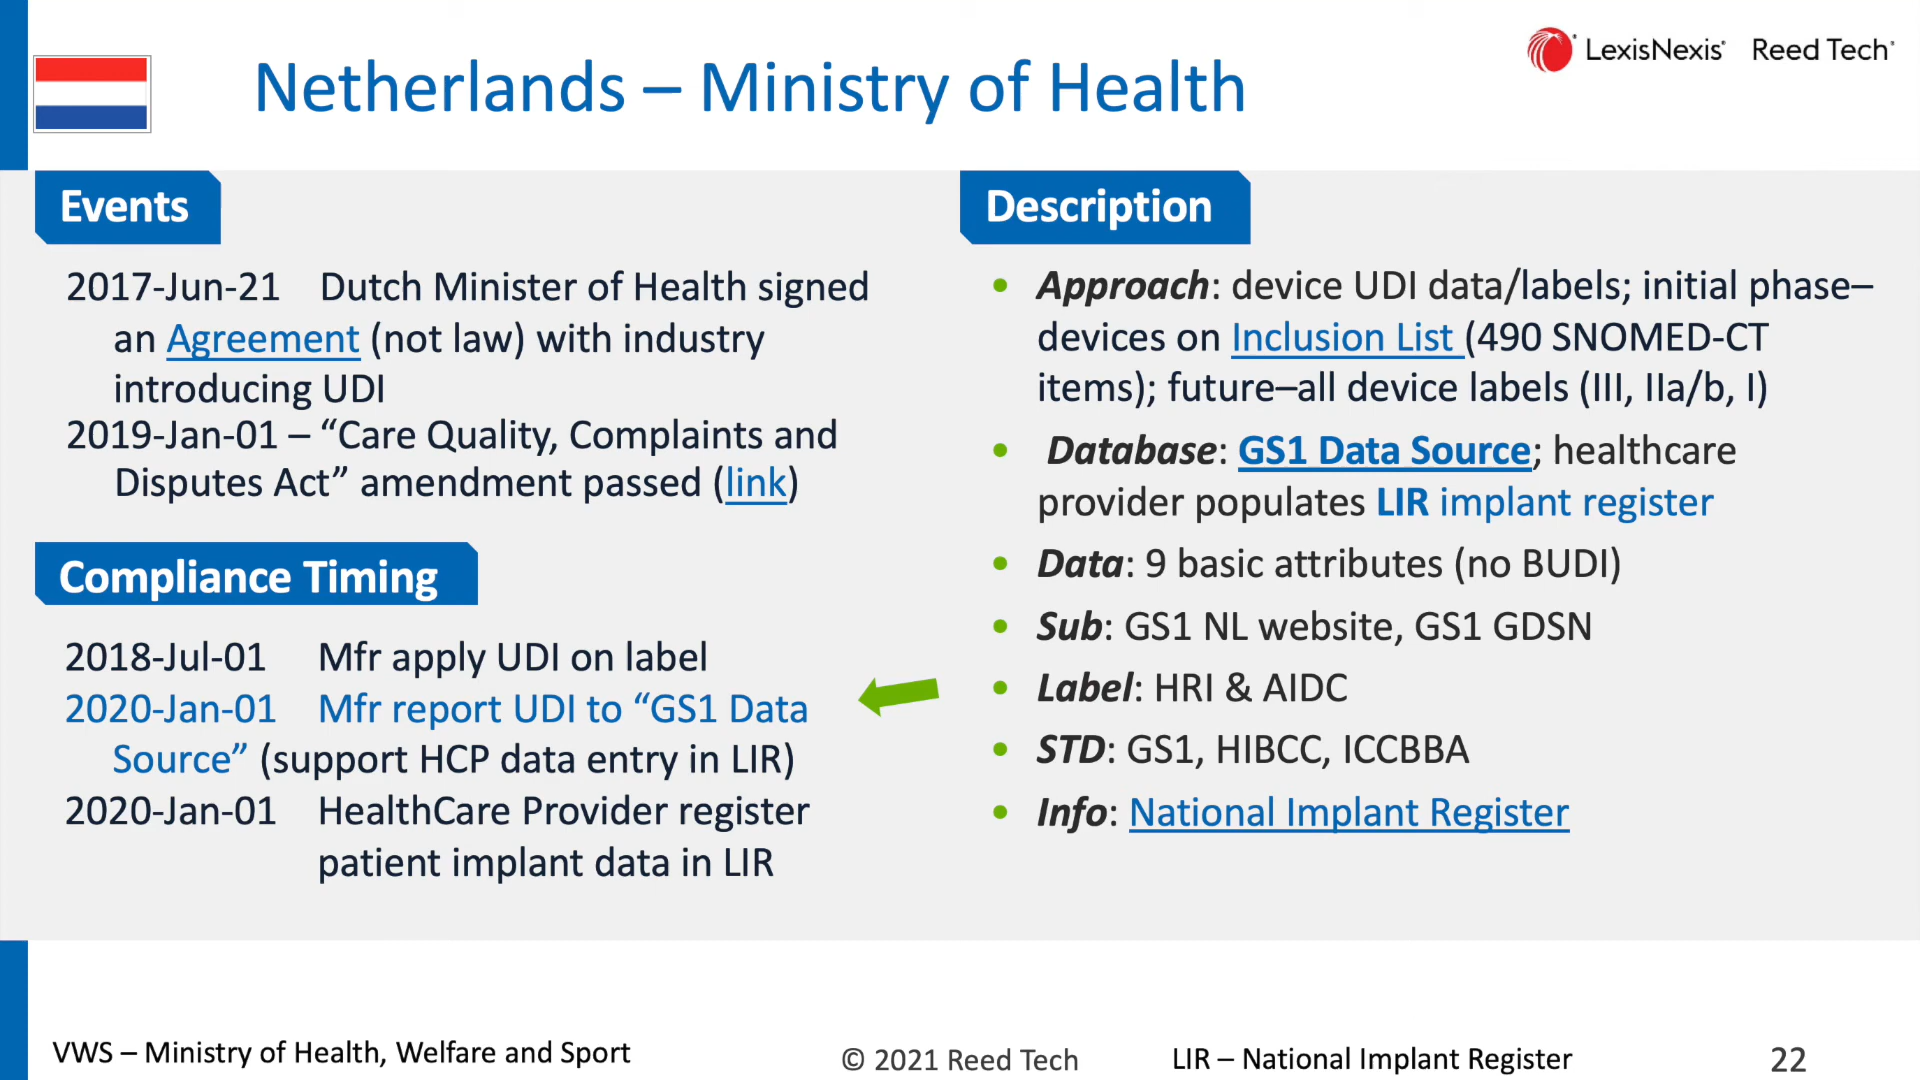 LexisNexis® Reed Tech®
Netherlands – Ministry of Health
Events
2017-Jun-21 Dutch Minister of Health signed
an Agreement (not law) with industry
introducing UDI
2019-Jan-01 – “Care Quality, Complaints and
Disputes Act” amendment passed (link)
Compliance Timing
2018-Jul-01 Mfr apply UDI on label
2020-Jan-01 Mfr report UDI to “GS1 Data
Source” (support HCP data entry in LIR)
2020-Jan-01 HealthCare Provider register
patient implant data in LIR
Description
• Approach: device UDI data/labels; initial phase–
devices on Inclusion List (490 SNOMED-CT
items); future–all device labels (III, IIa/b, I)
• Database: GS1 Data Source; healthcare
provider populates LIR implant register
• Data: 9 basic attributes (no BUDI)
• Sub: GS1 NL website, GS1 GDSN
• Label: HRI & AIDC
• STD: GS1, HIBCC, ICCBBA
• Info: National Implant Register
VWS – Ministry of Health, Welfare and Sport
© 2021 Reed Tech
LIR – National Implant Register
22